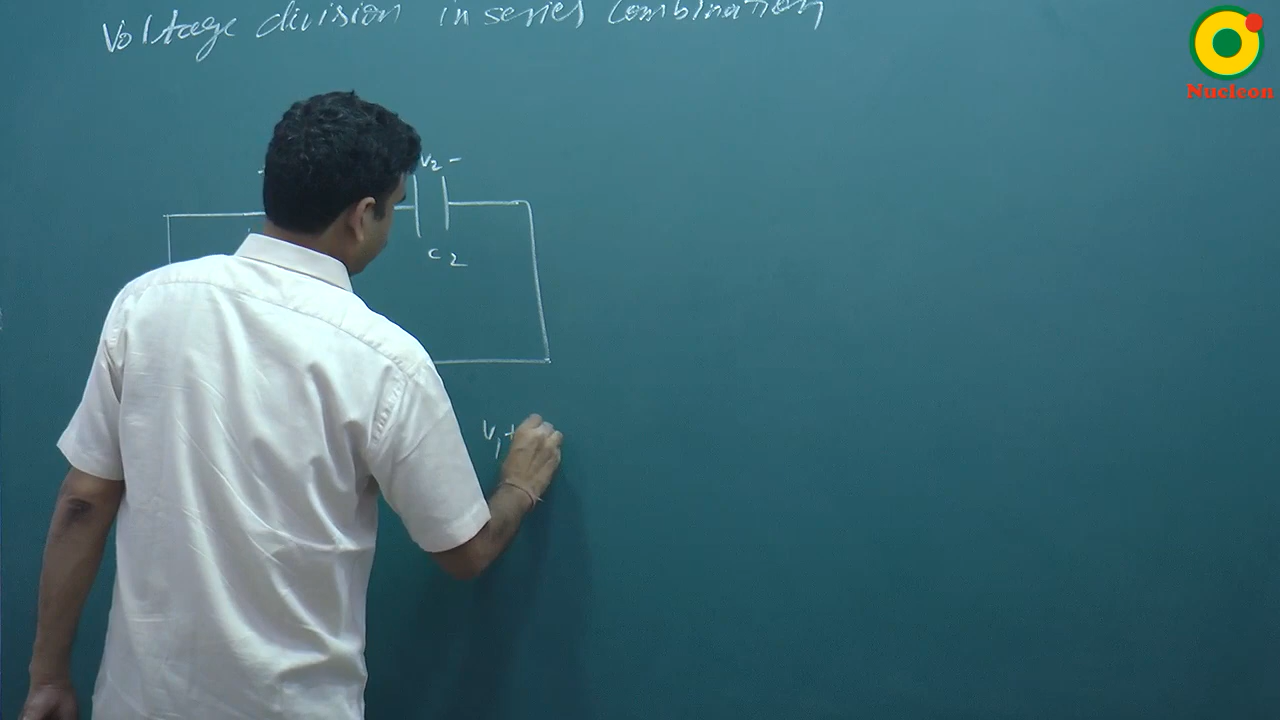 Voltage division in series combination
Nucleon
V2 -
C2
V1 +